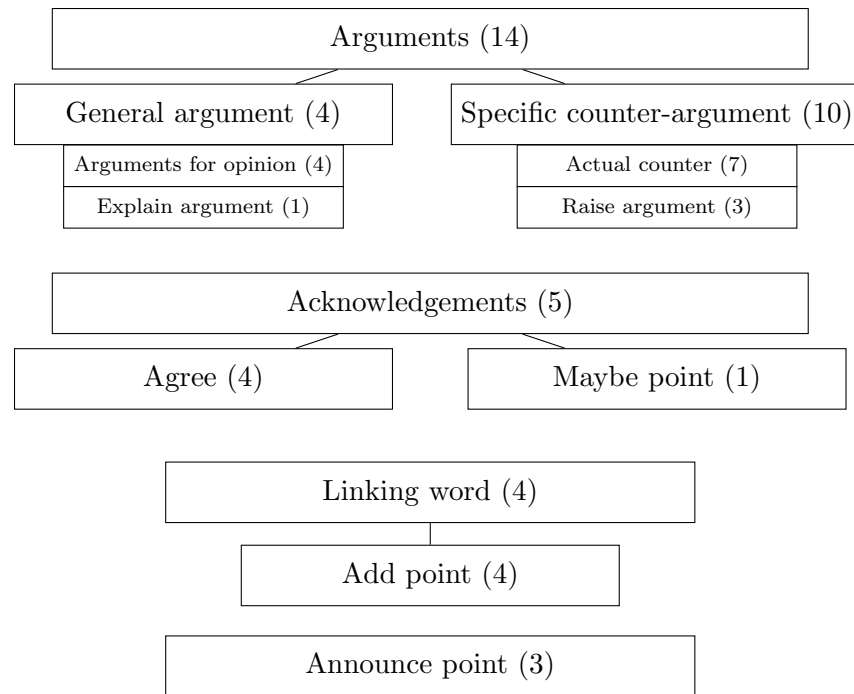 Arguments (14)
General argument (4)
Specific counter-argument (10)
Arguments for opinion (4)
Actual counter (7)
Explain argument (1)
Raise argument (3)
Acknowledgements (5)
Agree (4)
Maybe point (1)
Linking word (4)
Add point (4)
Announce point (3)